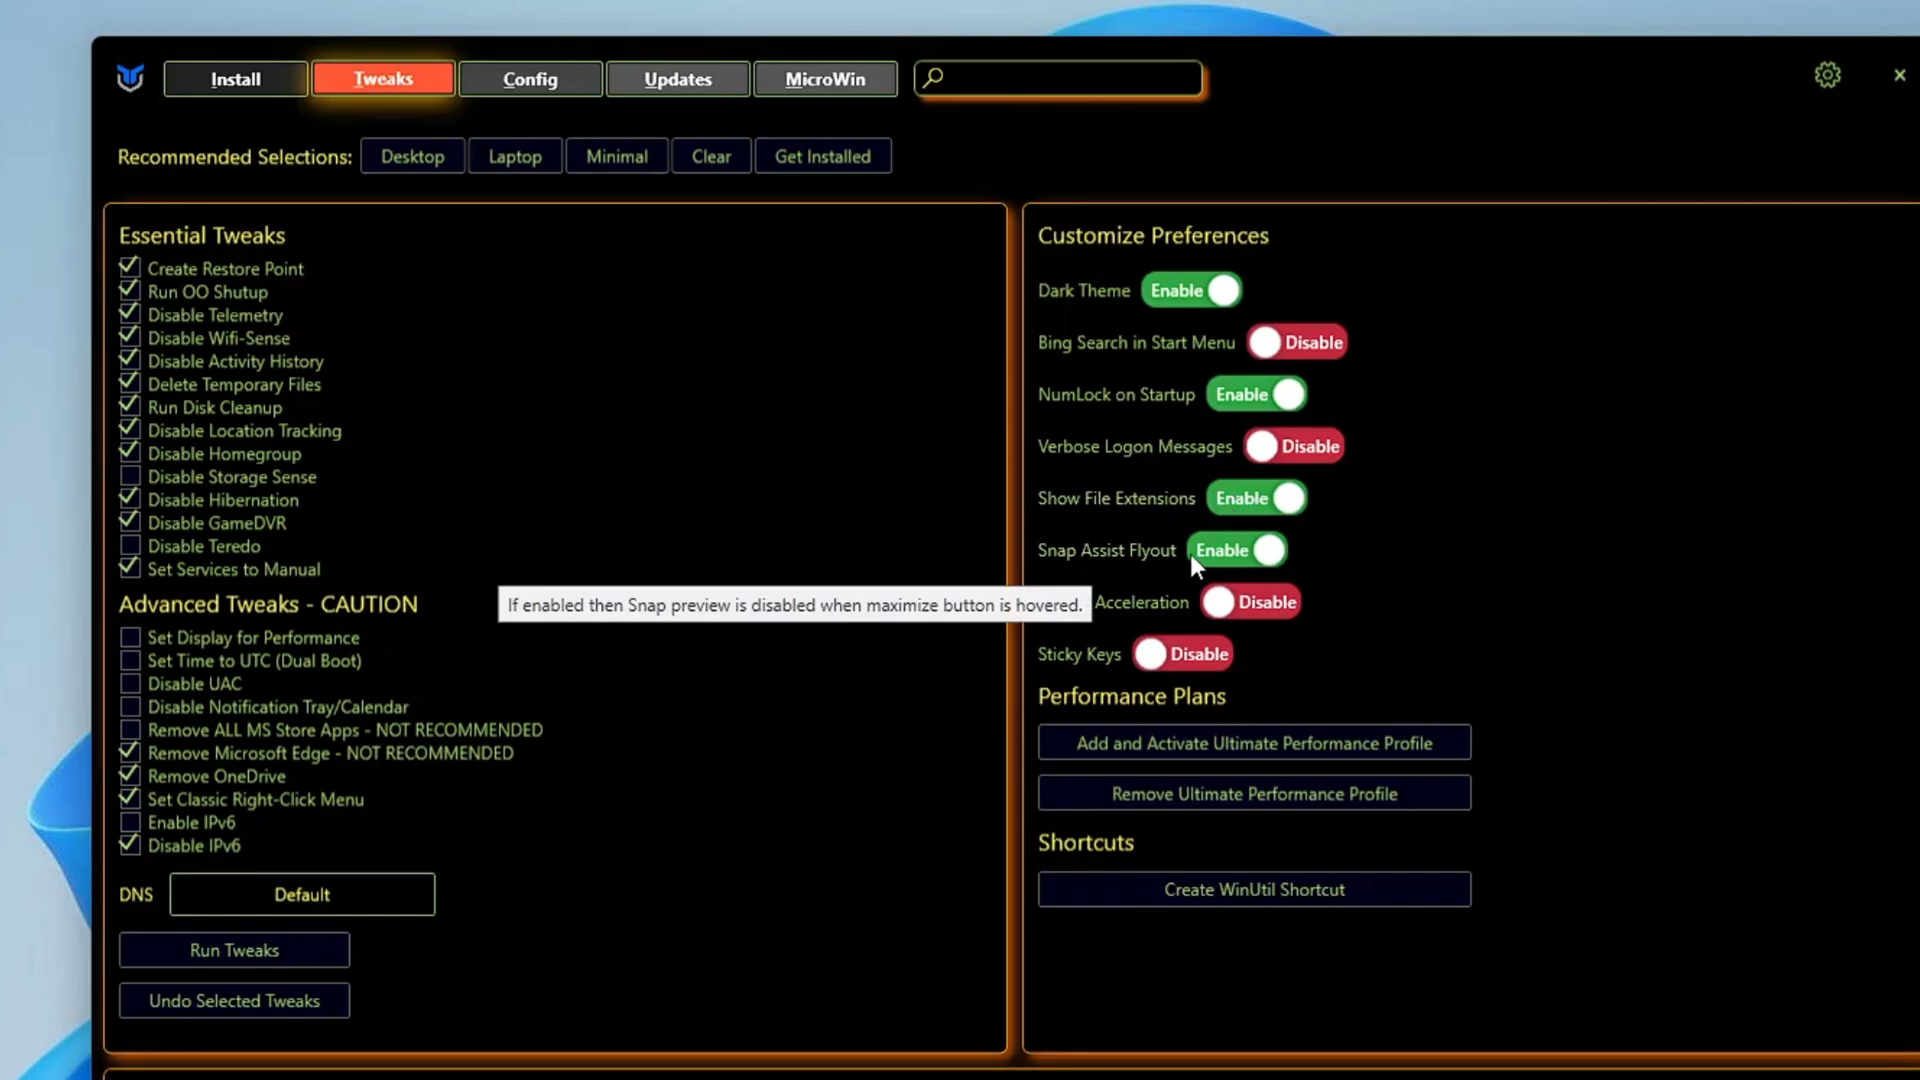 Install
Tweaks
Config
Updates
MicroWin
Recommended Selections:
Desktop
Laptop
Minimal
Clear
Get Installed
Essential Tweaks
Create Restore Point
Run OO Shutup
Disable Telemetry
Disable Wifi-Sense
Disable Activity History
Delete Temporary Files
Run Disk Cleanup
Disable Location Tracking
Disable Homegroup
Disable Storage Sense
Disable Hibernation
Disable GameDVR
Disable Teredo
Set Services to Manual
Advanced Tweaks - CAUTION
Set Display for Performance
Set Time to UTC (Dual Boot)
Disable UAC
Disable Notification Tray/Calendar
Remove ALL MS Store Apps - NOT RECOMMENDED
Remove Microsoft Edge - NOT RECOMMENDED
Remove OneDrive
Set Classic Right-Click Menu
Enable IPv6
Disable IPv6
DNS
Default
Run Tweaks
Undo Selected Tweaks
Customize Preferences
Dark Theme Enable
Bing Search in Start Menu Disable
NumLock on Startup Enable
Verbose Logon Messages Disable
Show File Extensions Enable
Snap Assist Flyout Enable
If enabled then Snap preview is disabled when maximize button is hovered.
Acceleration Disable
Sticky Keys Disable
Performance Plans
Add and Activate Ultimate Performance Profile
Remove Ultimate Performance Profile
Shortcuts
Create WinUtil Shortcut